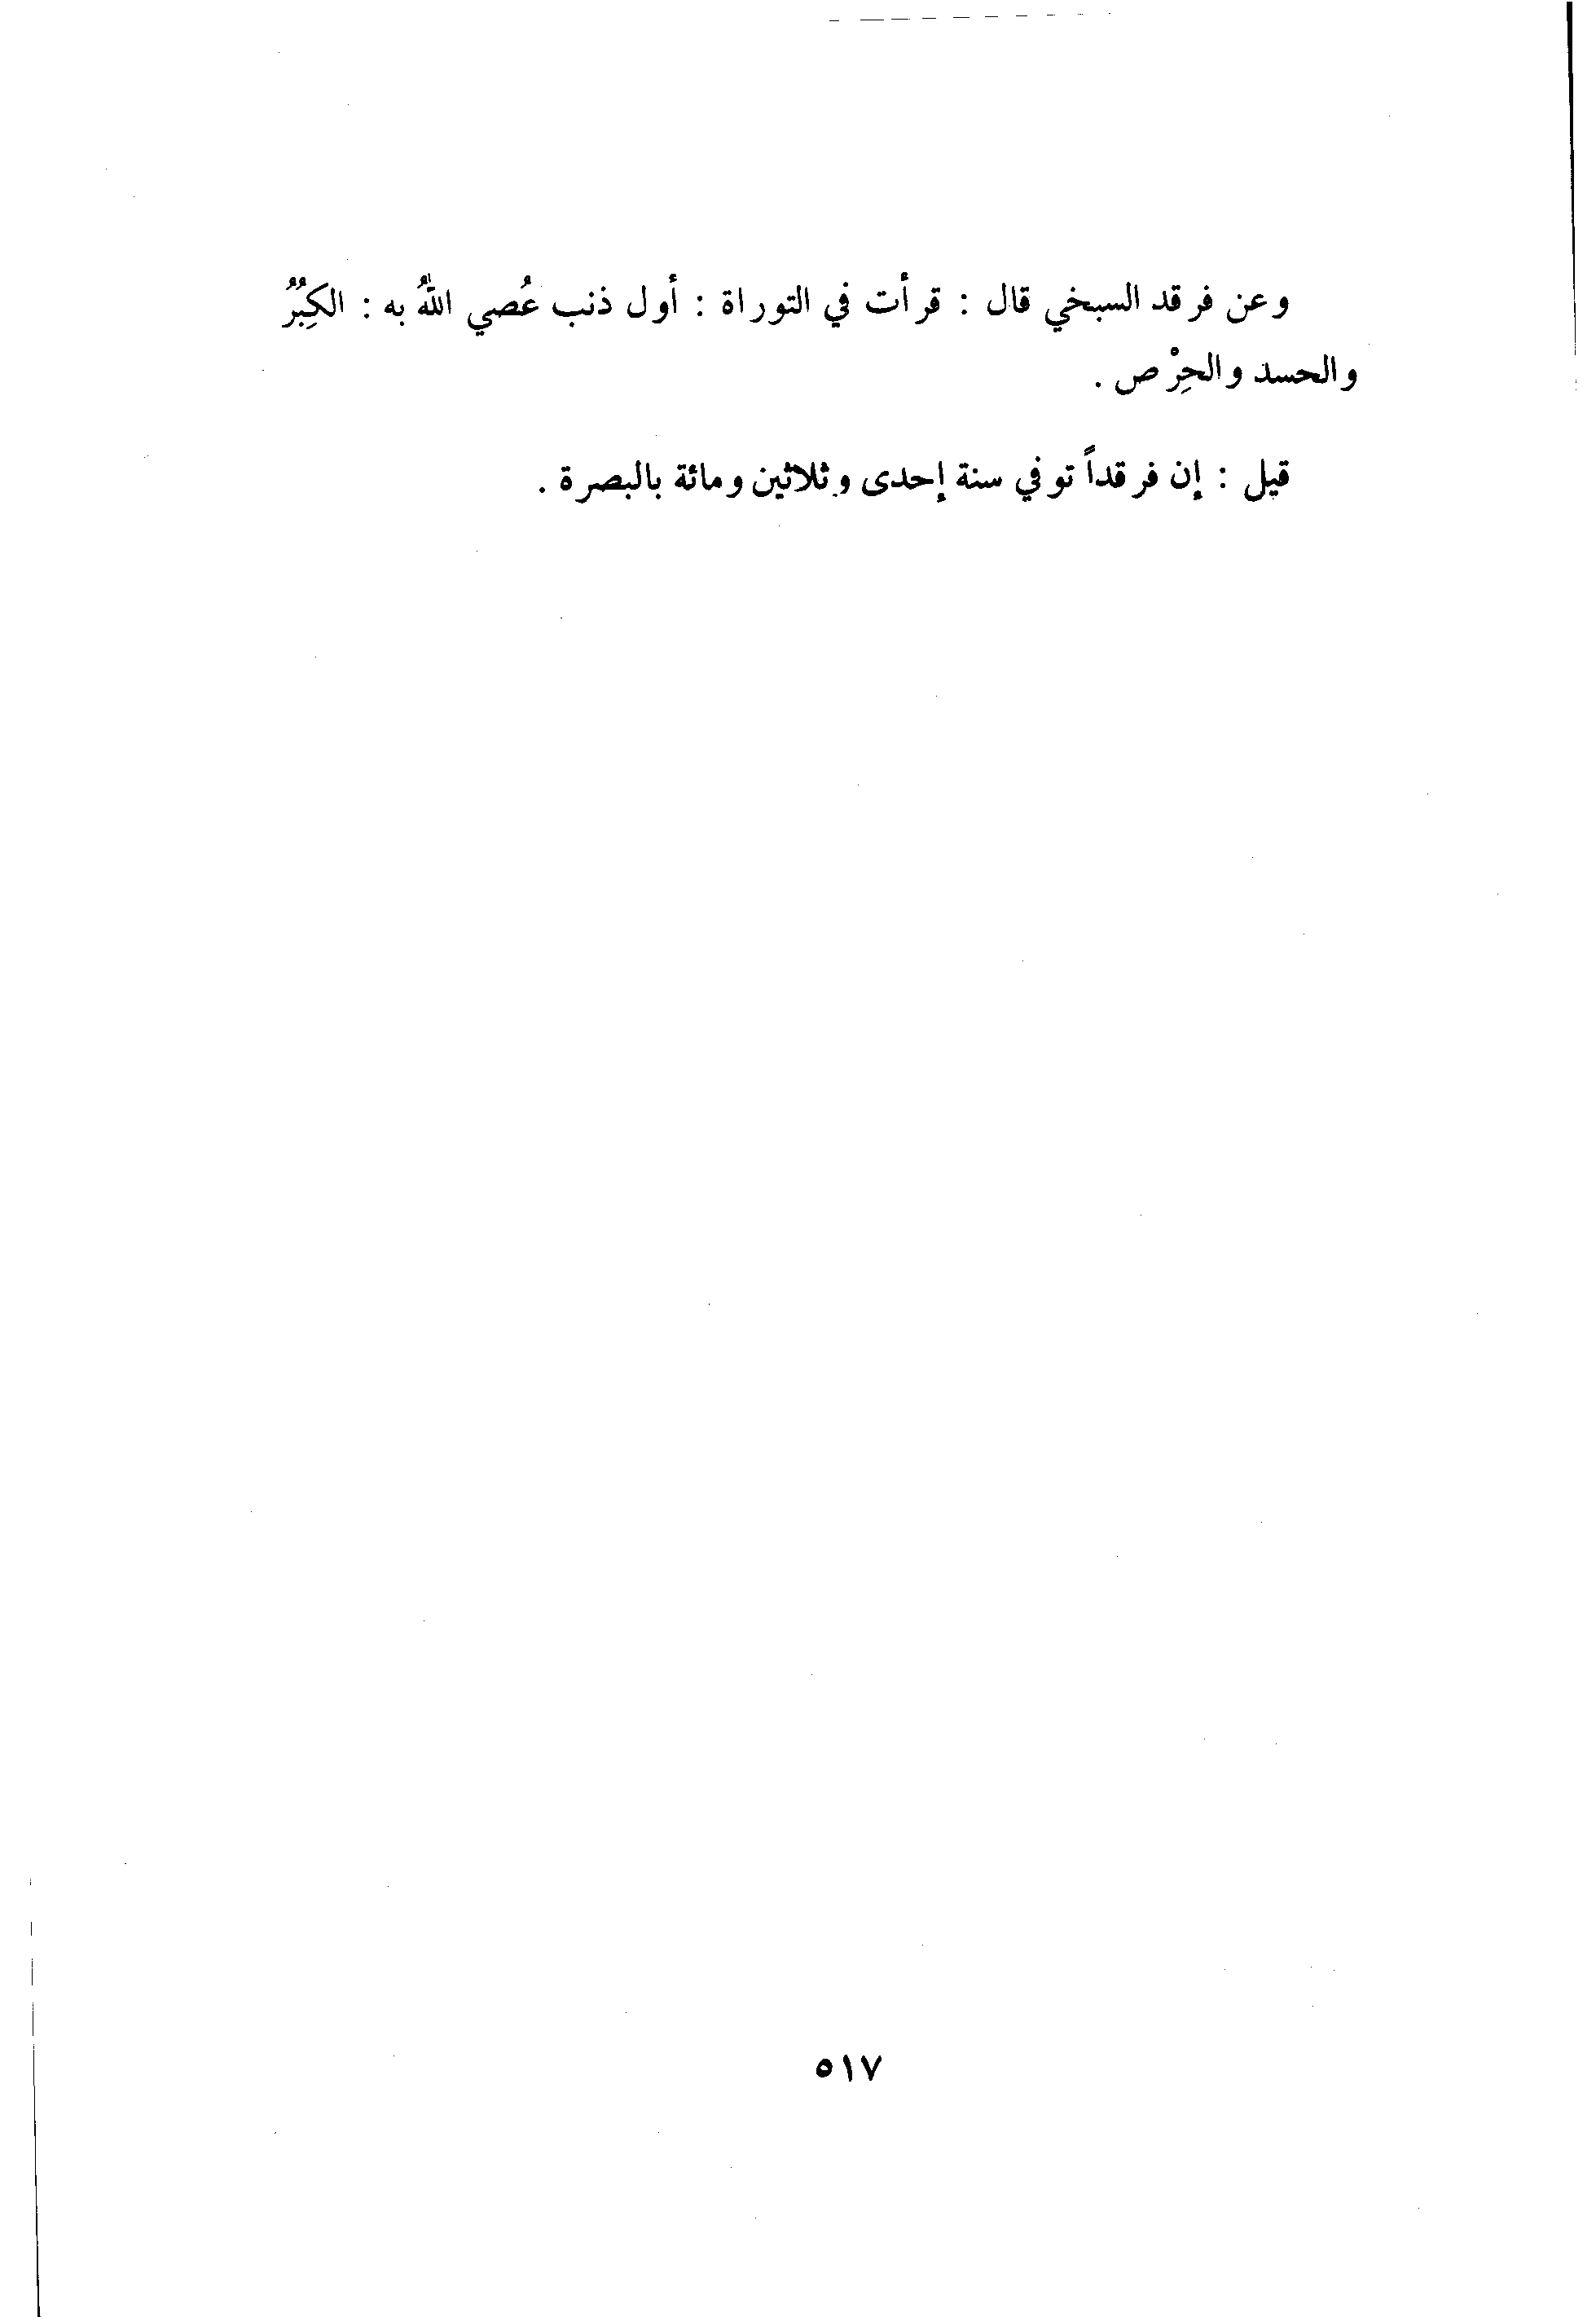 وعن فرقد السبخي قال : قرأت في التوراة : أول ذنب عُصي اللّٰهُ به : الكِبْرُ
والحسد والحِرْص .
قيل : إن فرقداً توفي سنة إحدى وثلاثين ومائة بالبصرة .
٥١٧